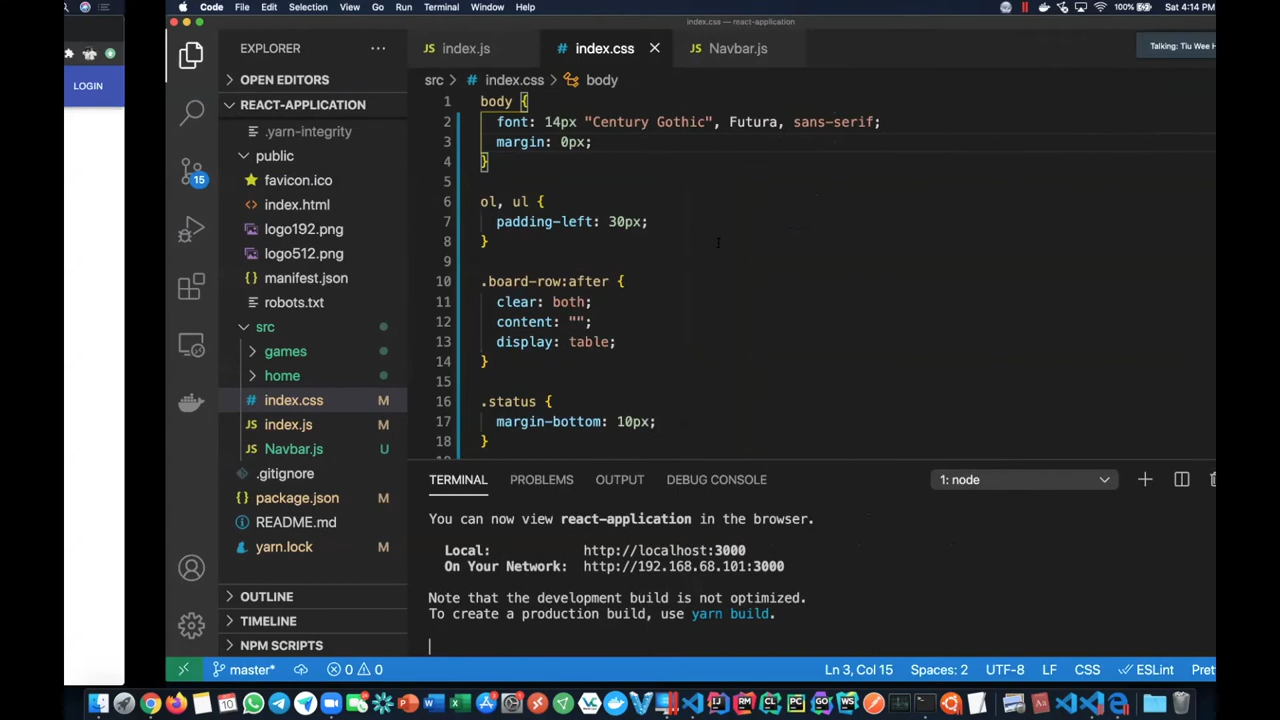 Code File Edit Selection View Go Run Terminal Window Help 100% Sat 4:14 PM
index.css — react-application
LOGIN
EXPLORER
index.js
index.css
Navbar.js
Talking: Tiu Wee H
OPEN EDITORS
src > index.css > body
REACT-APPLICATION
.yarn-integrity
public
favicon.ico
index.html
logo192.png
logo512.png
manifest.json
robots.txt
src
games
home
index.css M
index.js M
Navbar.js U
.gitignore
package.json M
README.md
yarn.lock M
OUTLINE
TIMELINE
NPM SCRIPTS
15
1 body {
2 font: 14px "Century Gothic", Futura, sans-serif;
3 margin: 0px;
4 }
5
6 ol, ul {
7 padding-left: 30px;
8 }
9
10 .board-row:after {
11 clear: both;
12 content: "";
13 display: table;
14 }
15
16 .status {
17 margin-bottom: 10px;
18 }
TERMINAL PROBLEMS OUTPUT DEBUG CONSOLE 1: node
You can now view react-application in the browser.
Local: http://localhost:3000
On Your Network: http://192.168.68.101:3000
Note that the development build is not optimized.
To create a production build, use yarn build.
master* 0 0 Ln 3, Col 15 Spaces: 2 UTF-8 LF CSS ESLint Pret